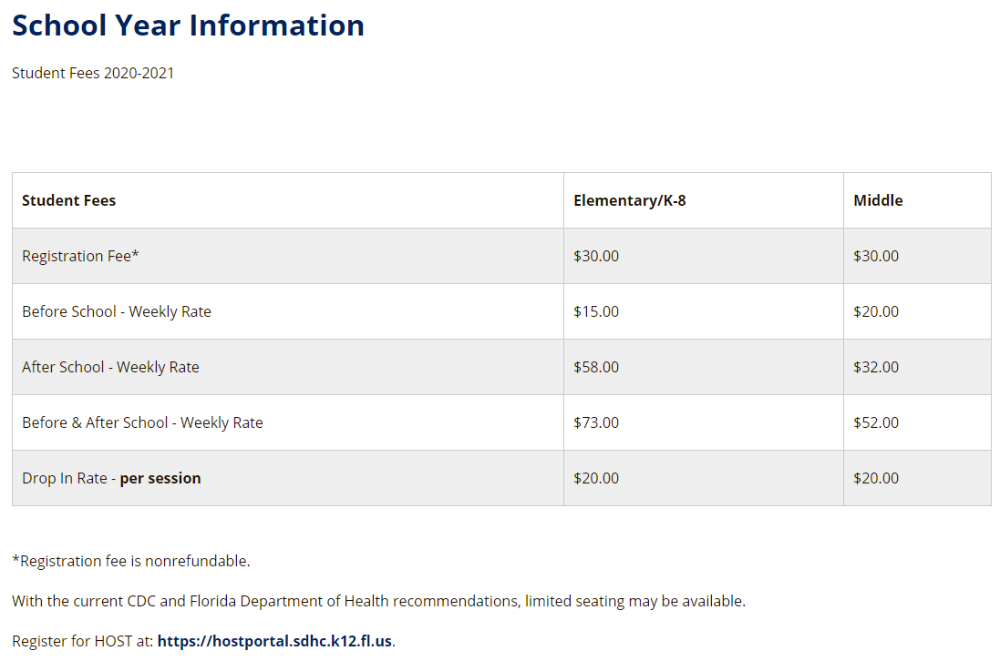 School Year Information
Student Fees 2020-2021
Student Fees Elementary/K-8 Middle
Registration Fee* $30.00 $30.00
Before School - Weekly Rate $15.00 $20.00
After School - Weekly Rate $58.00 $32.00
Before & After School - Weekly Rate $73.00 $52.00
Drop In Rate - per session $20.00 $20.00
*Registration fee is nonrefundable.
With the current CDC and Florida Department of Health recommendations, limited seating may be available.
Register for HOST at: https://hostportal.sdhc.k12.fl.us.